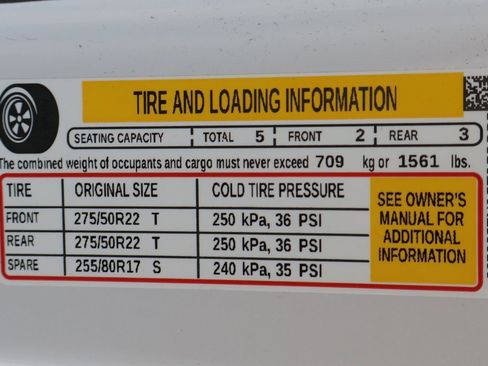 TIRE AND LOADING INFORMATION
SEATING CAPACITY TOTAL 5 FRONT 2 REAR 3
The combined weight of occupants and cargo must never exceed 709 kg or 1561 lbs.
TIRE ORIGINAL SIZE COLD TIRE PRESSURE
FRONT 275/50R22 T 250 kPa, 36 PSI
REAR 275/50R22 T 250 kPa, 36 PSI
SPARE 255/80R17 S 240 kPa, 35 PSI
SEE OWNER'S
MANUAL FOR
ADDITIONAL
INFORMATION